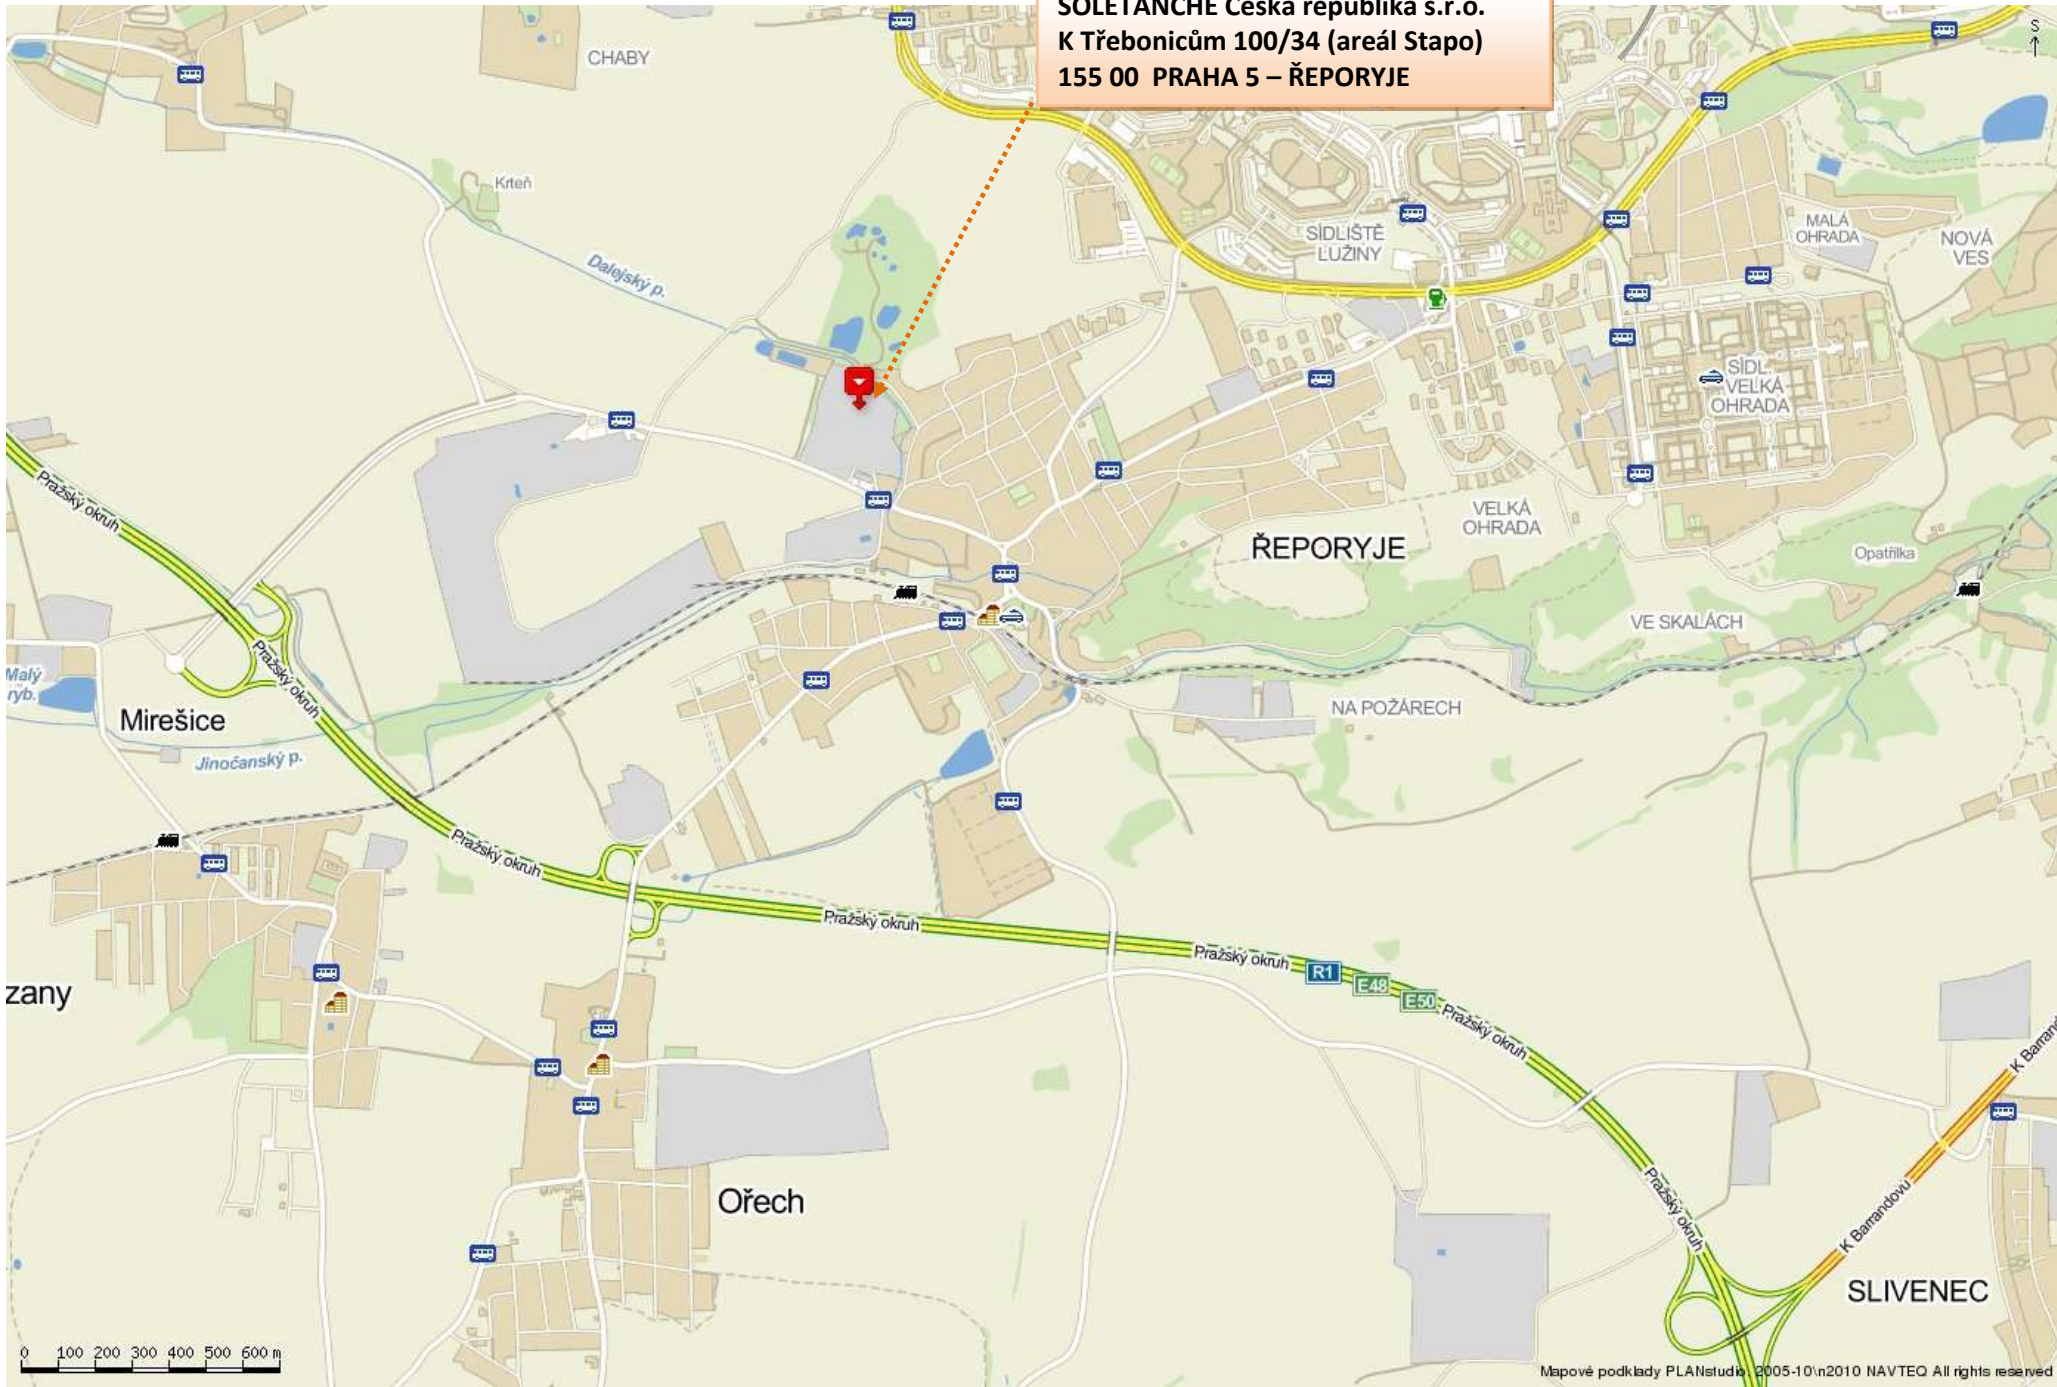 SOLETANCHE Česká republika s.r.o.
K Třebonicům 100/34 (areál Stapo)
155 00 PRAHA 5 – ŘEPORYJE
S
CHABY
Krteň
Dalejský p.
SÍDLIŠTĚ
LUŽINY
MALÁ
OHRADA
NOVÁ
VES
SÍDL.
VELKÁ
OHRADA
Pražský okruh
VELKÁ
OHRADA
ŘEPORYJE
Opatřilka
VE SKALÁCH
Pražský okruh
Malý
ryb.
Mirešice
NA POŽÁRECH
Jinočanský p.
Pražský okruh
Pražský okruh
Pražský okruh
R1
E48
E50
Pražský okruh
zany
K Barrand
Pražský okruh
Ořech
K Barrandovu
SLIVENEC
0 100 200 300 400 500 600 m
Mapové podklady PLANstudio, 2005-10\n2010 NAVTEQ All rights reserved